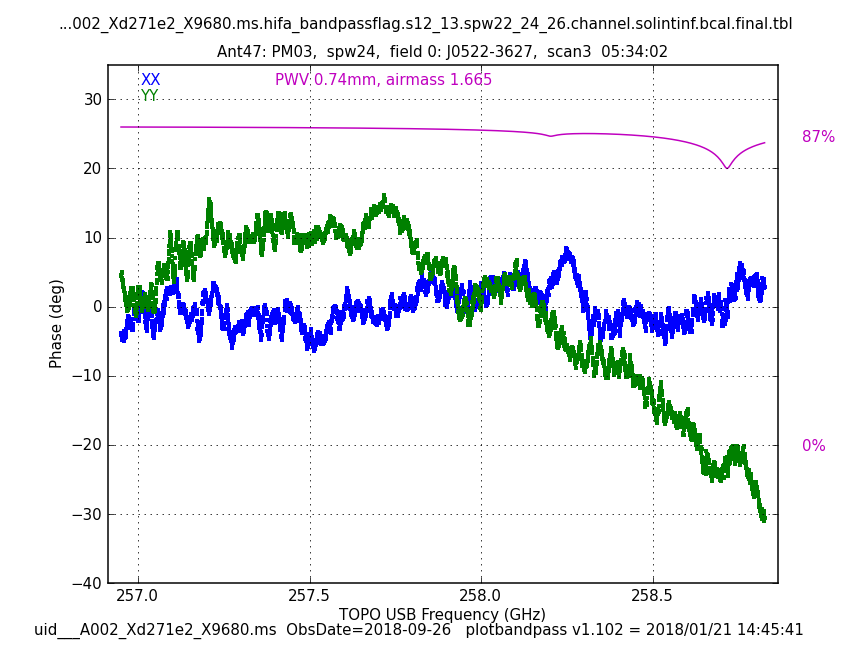 ...002_Xd271e2_X9680.ms.hifa_bandpassflag.s12_13.spw22_24_26.channel.solintinf.bcal.final.tbl
Ant47: PM03,  spw24,  field 0: J0522-3627,  scan3  05:34:02
XX
PWV 0.74mm, airmass 1.665
YY
30
20
10
0
−10
−20
−30
−40
87%
0%
Phase (deg)
257.0
257.5
258.0
258.5
TOPO USB Frequency (GHz)
uid___A002_Xd271e2_X9680.ms  ObsDate=2018-09-26   plotbandpass v1.102 = 2018/01/21 14:45:41